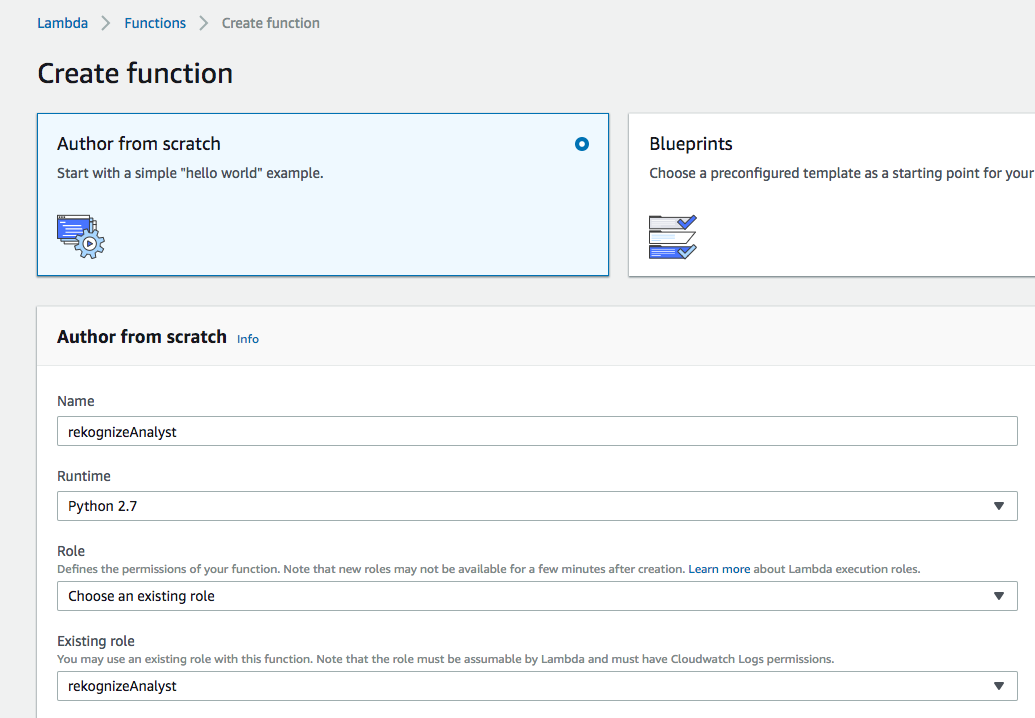 Lambda > Functions > Create function
Create function
Author from scratch
Start with a simple "hello world" example.
Blueprints
Choose a preconfigured template as a starting point for your
Author from scratch Info
Name
rekognizeAnalyst
Runtime
Python 2.7
Role
Defines the permissions of your function. Note that new roles may not be available for a few minutes after creation. Learn more about Lambda execution roles.
Choose an existing role
Existing role
You may use an existing role with this function. Note that the role must be assumable by Lambda and must have Cloudwatch Logs permissions.
rekognizeAnalyst